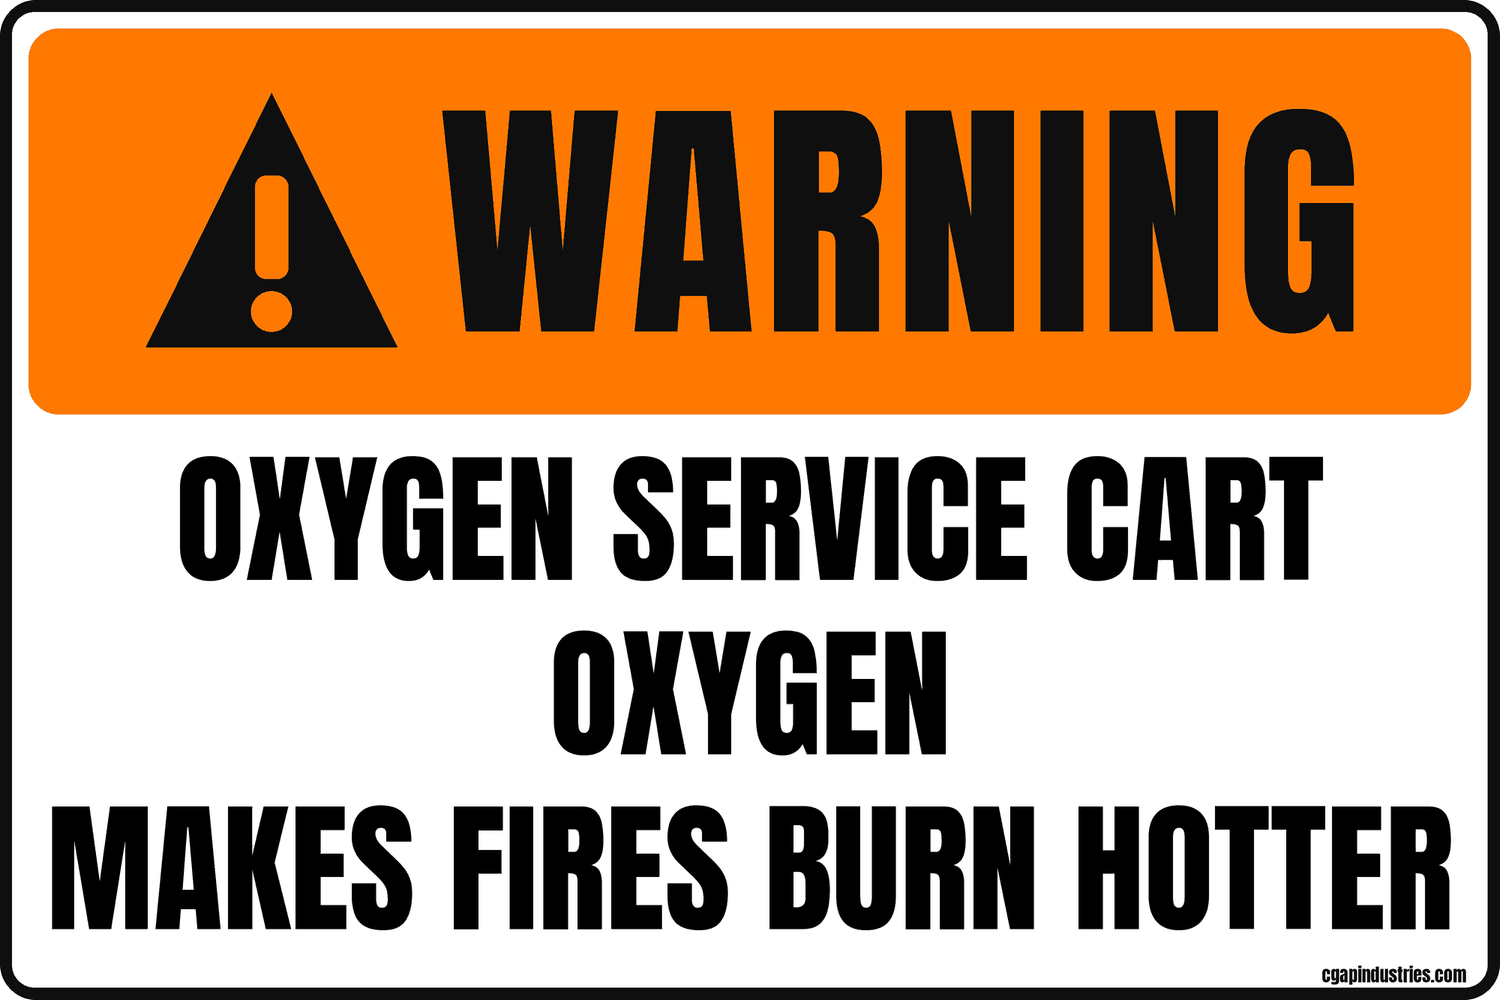 WARNING
OXYGEN SERVICE CART
OXYGEN
MAKES FIRES BURN HOTTER
cgapindustries.com